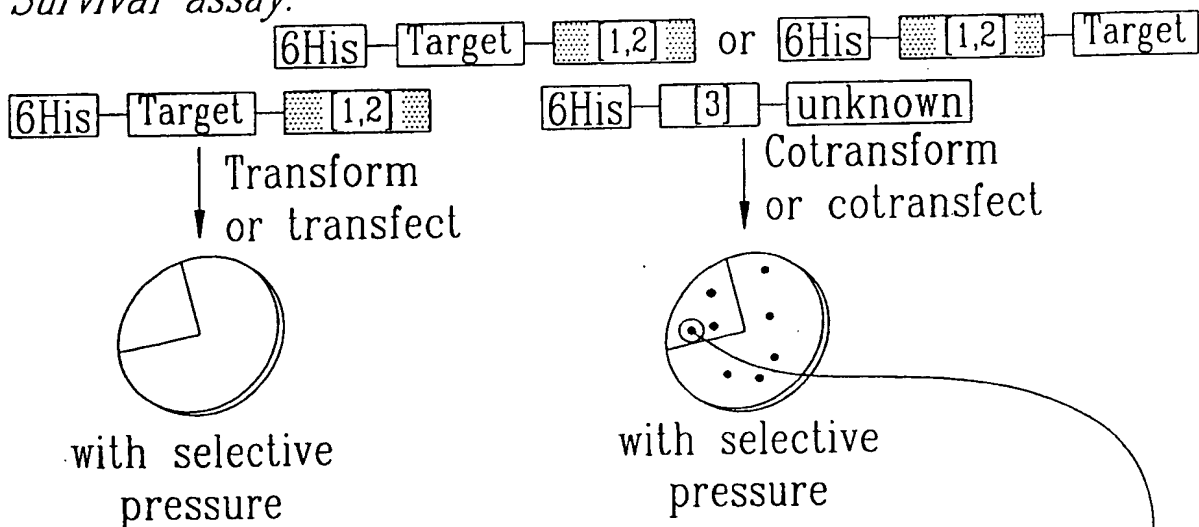 Survival assay:
6His Target [1,2] or 6His [1,2] Target
6His Target [1,2] 6His [3] unknown
Transform
or transfect
Cotransform
or cotransfect
with selective
pressure
with selective
pressure